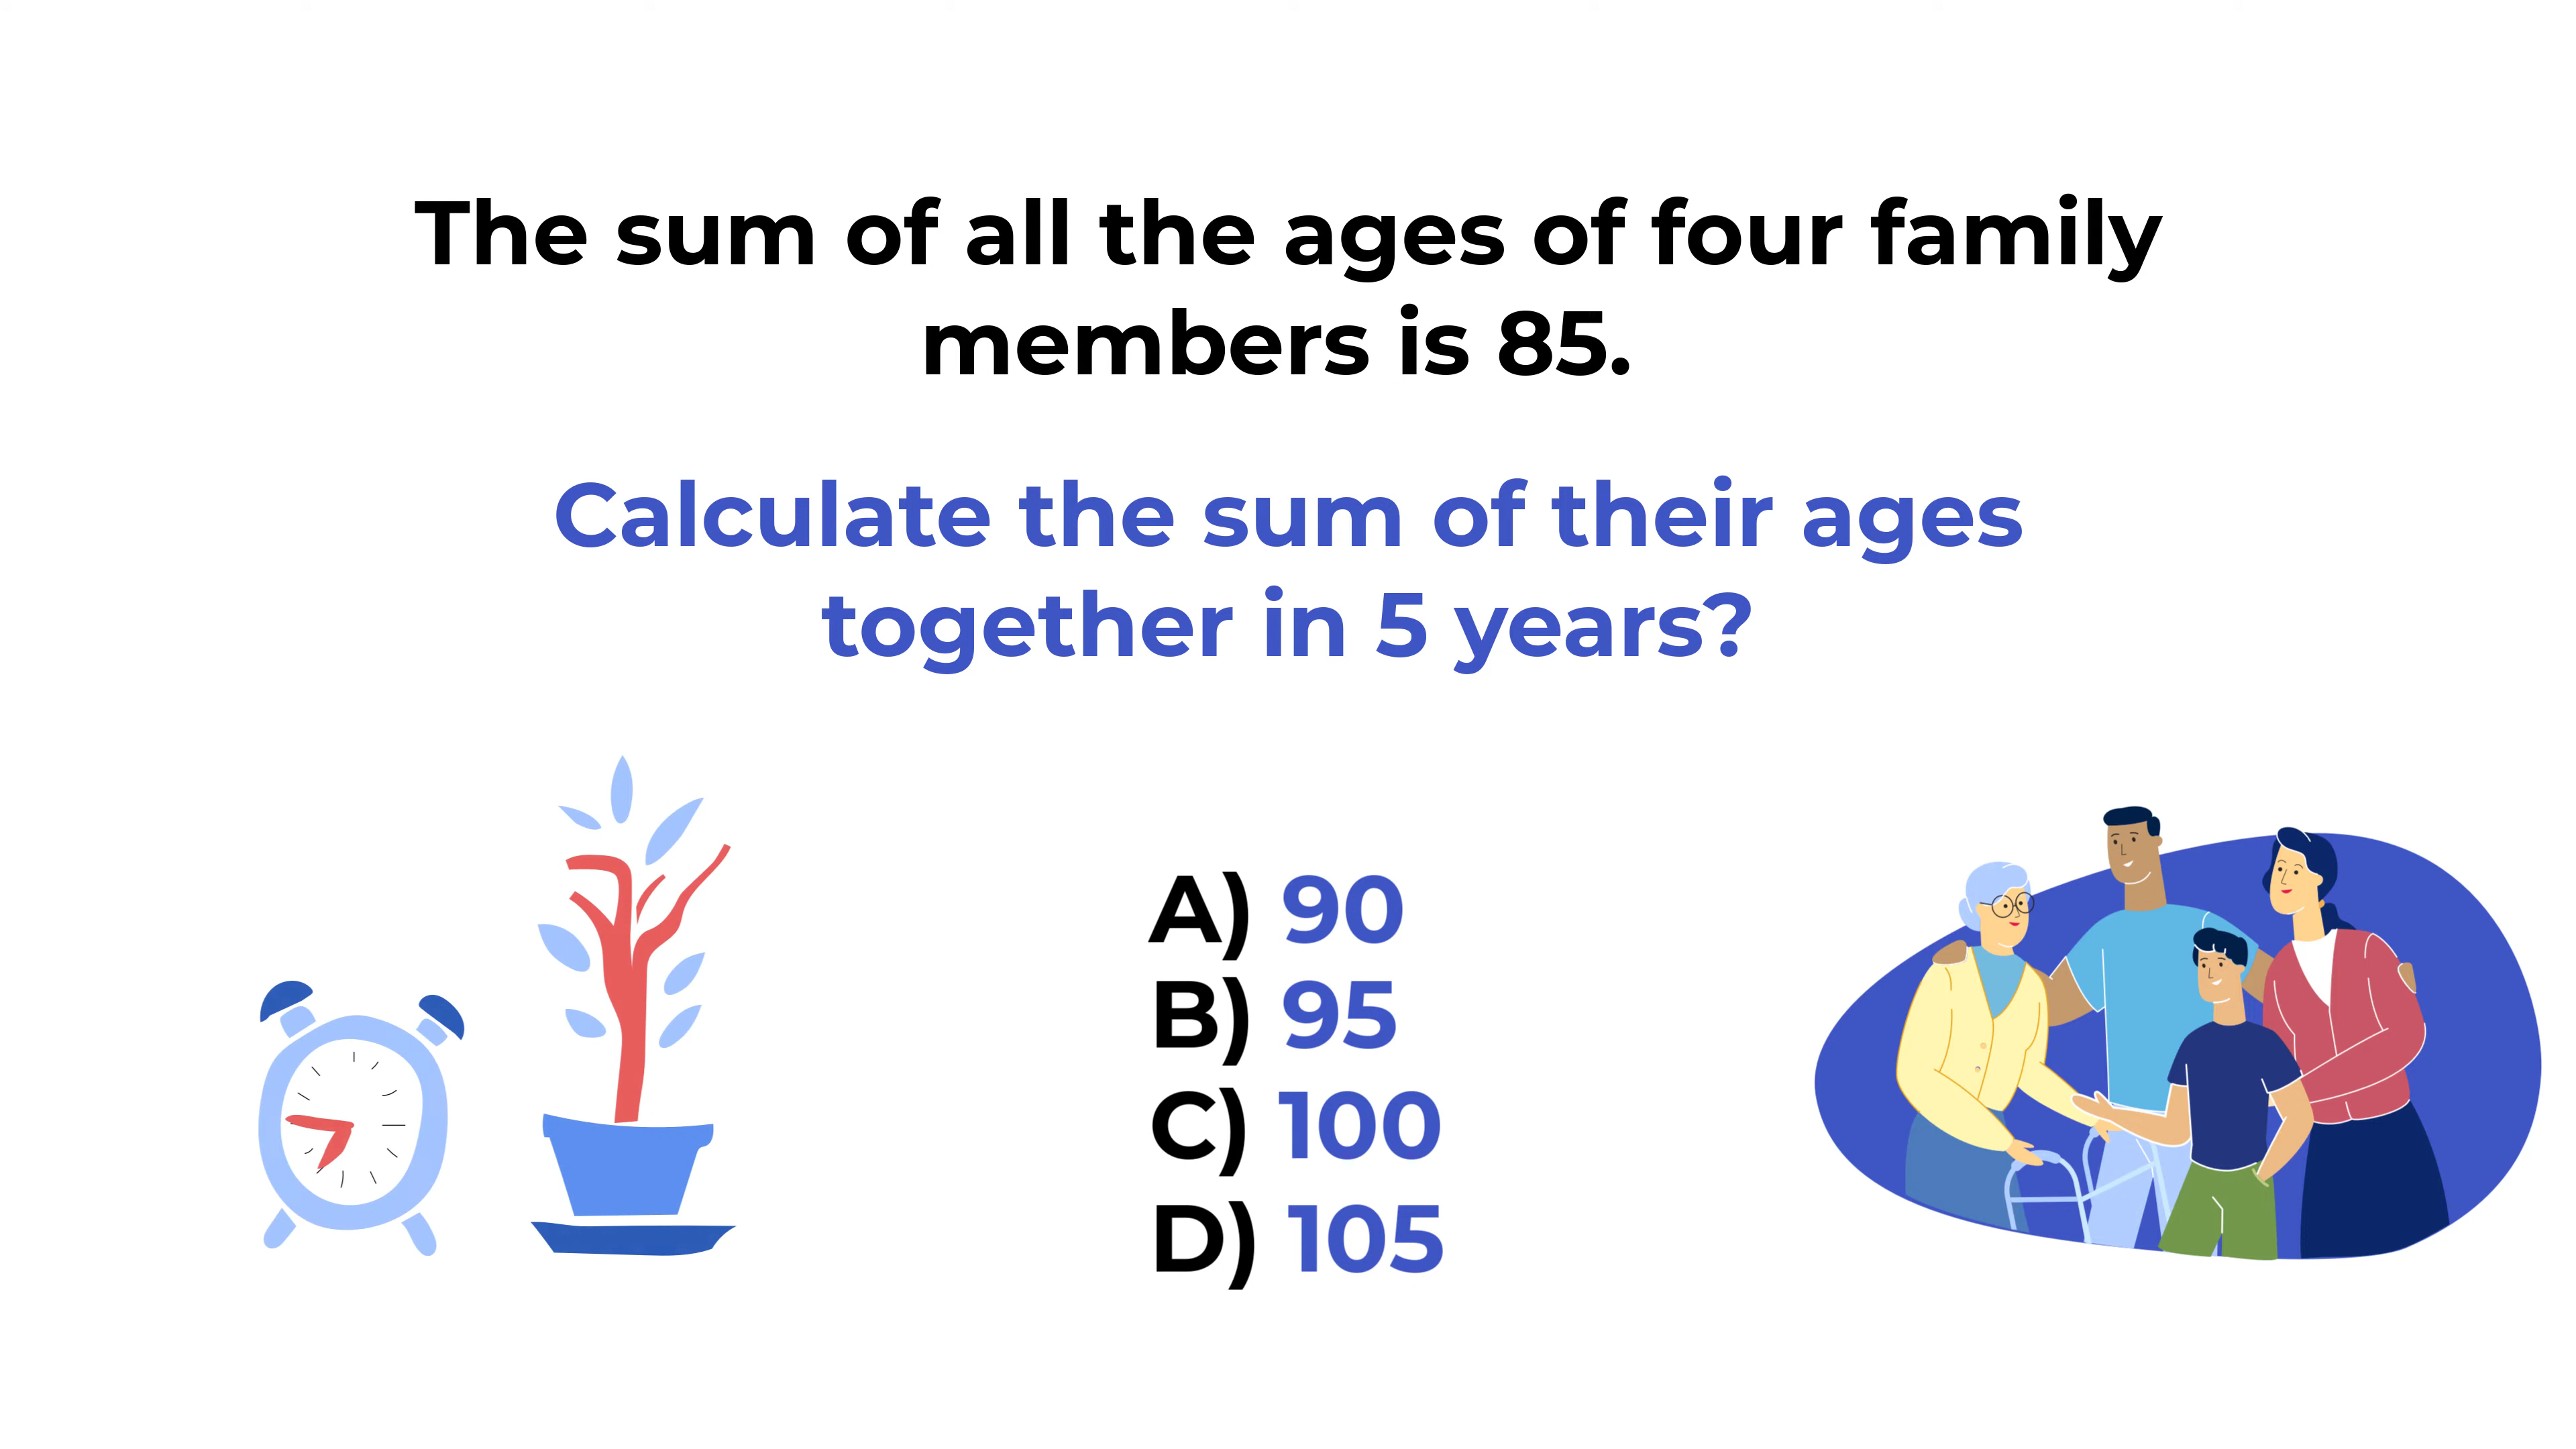 The sum of all the ages of four family
members is 85.
Calculate the sum of their ages
together in 5 years?
A) 90
B) 95
C) 100
D) 105